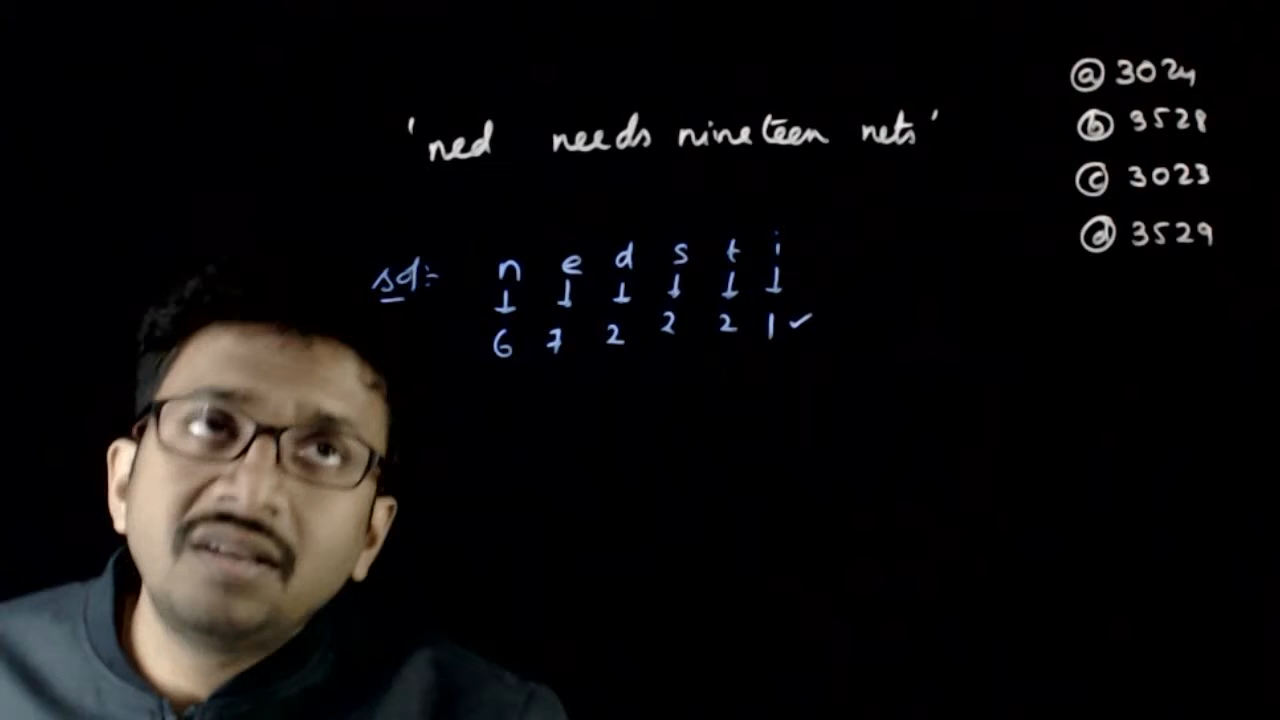 'ned needs nineteen nets'
ⓐ 3024
ⓑ 3528
ⓒ 3023
ⓓ 3529
sol:- n e d s t i
↓ ↓ ↓ ↓ ↓ ↓
6 7 2 2 2 1 ✓